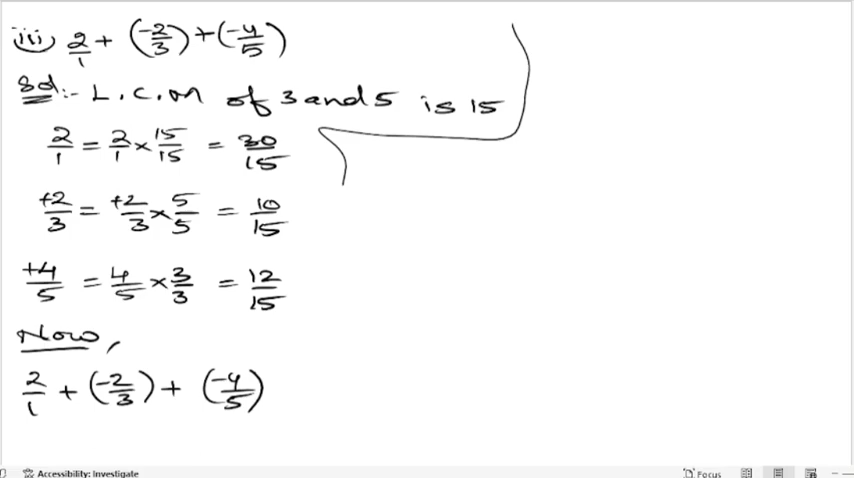 iii) 2/1 + (-2/3) + (-4/5)
Sol:- L.C.M of 3 and 5 is 15
2/1 = 2/1 × 15/15 = 30/15
+2/3 = +2/3 × 5/5 = 10/15
+4/5 = 4/5 × 3/3 = 12/15
Now,
2/1 + (-2/3) + (-4/5)
Accessibility: Investigate
Focus